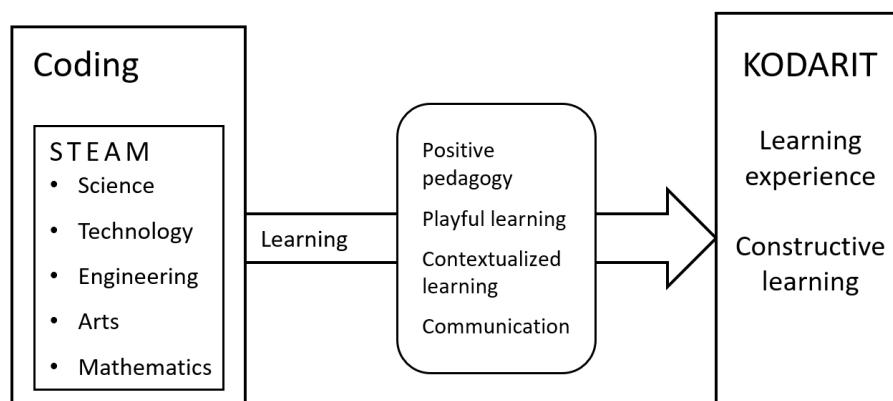 Coding
STEAM
• Science
• Technology
• Engineering
• Arts
• Mathematics
Learning
Positive
pedagogy
Playful learning
Contextualized
learning
Communication
KODARIT
Learning
experience
Constructive
learning